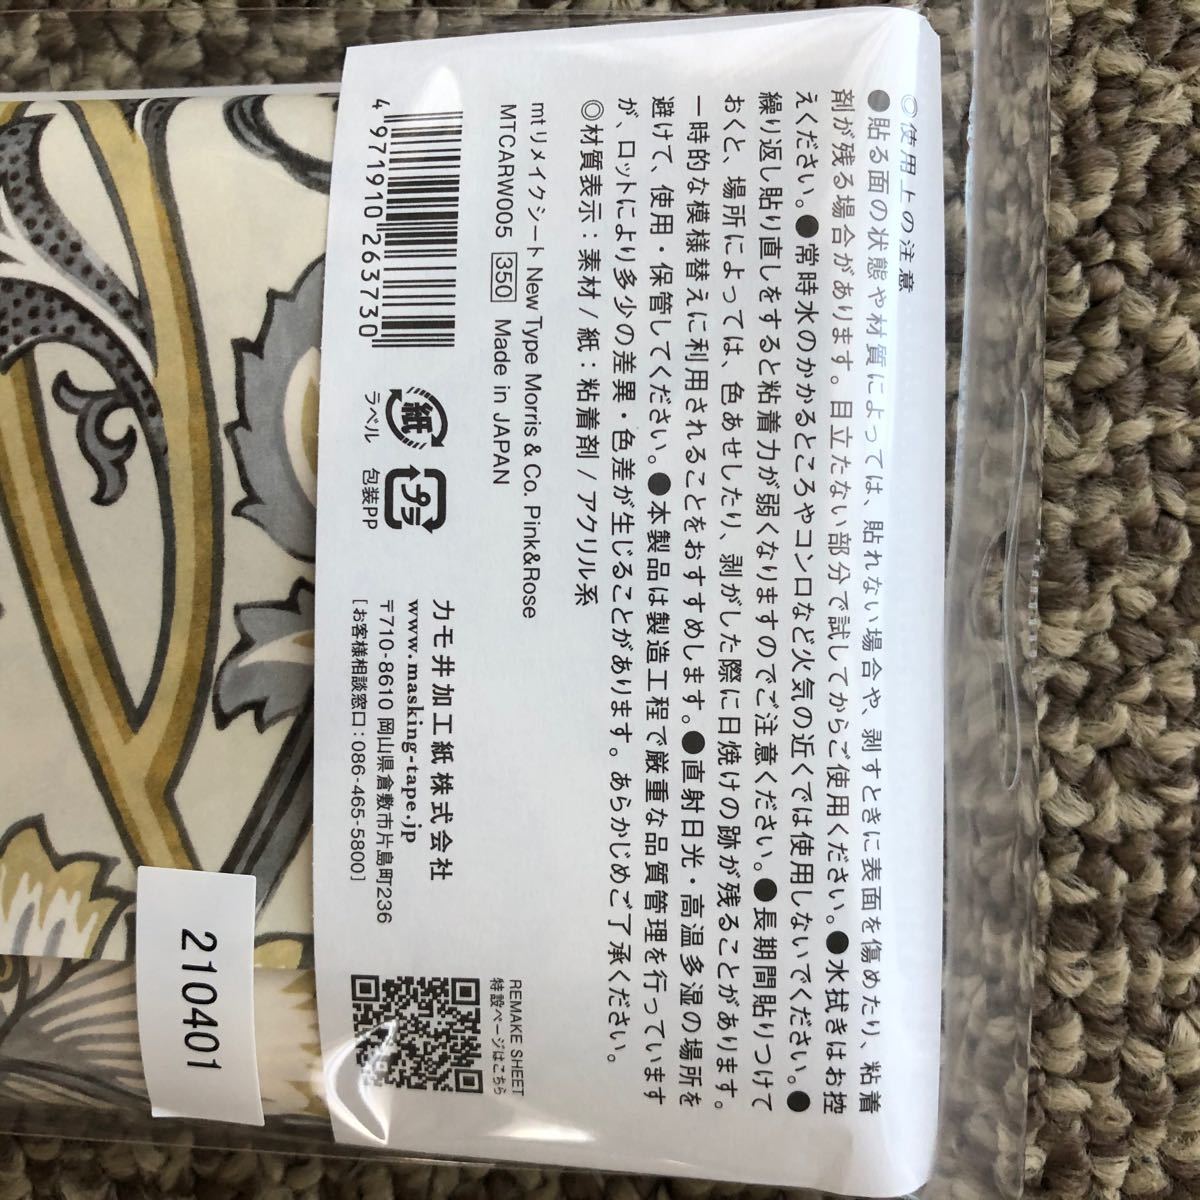 ◎使用上の注意
●貼る面の状態や材質によっては、貼れない場合や、剥すときに表面を傷めたり、粘着
剤が残る場合があります。目立たない部分で試してからご使用ください。●水拭きはお控
えください。●常時水のかかるところやコンロなど火気の近くでは使用しないでください。●
繰り返し貼り直しをすると粘着力が弱くなりますのでご注意ください。●長期間貼りつけて
おくと、場所によっては、色あせしたり、剥がした際に日焼けの跡が残ることがあります。
一時的な模様替えに利用されることをおすすめします。●直射日光・高温多湿の場所を
避けて、使用・保管してください。●本製品は製造工程で厳重な品質管理を行っています
が、ロットにより多少の差異・色差が生じることがあります。あらかじめご了承ください。
◎材質表示：素材/紙：粘着剤/アクリル系
mtリメイクシート New Type Morris & Co. Pink&Rose
MTCARW005 350 Made in JAPAN
4 971910 263730
紙
ラベル
プラ
包装PP
カモ井加工紙株式会社
www.masking-tape.jp
〒710-8610 岡山県倉敷市片島町236
[お客様相談窓口:086-465-5800]
REMAKE SHEET
特設ページはこちら
210401